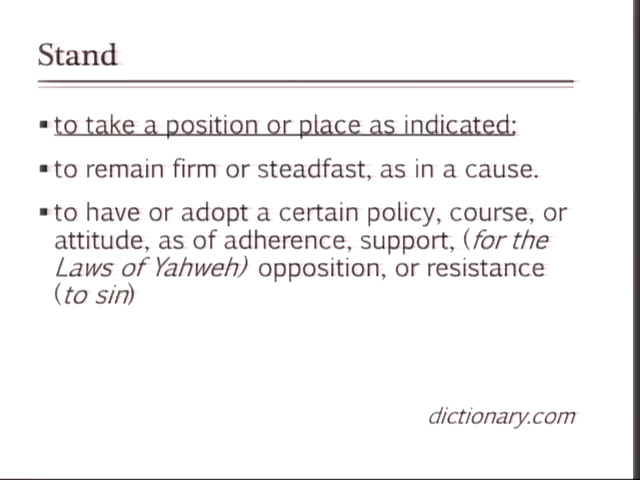 Stand
▪ to take a position or place as indicated;
▪ to remain firm or steadfast, as in a cause.
▪ to have or adopt a certain policy, course, or
attitude, as of adherence, support, (for the
Laws of Yahweh) opposition, or resistance
(to sin)
dictionary.com